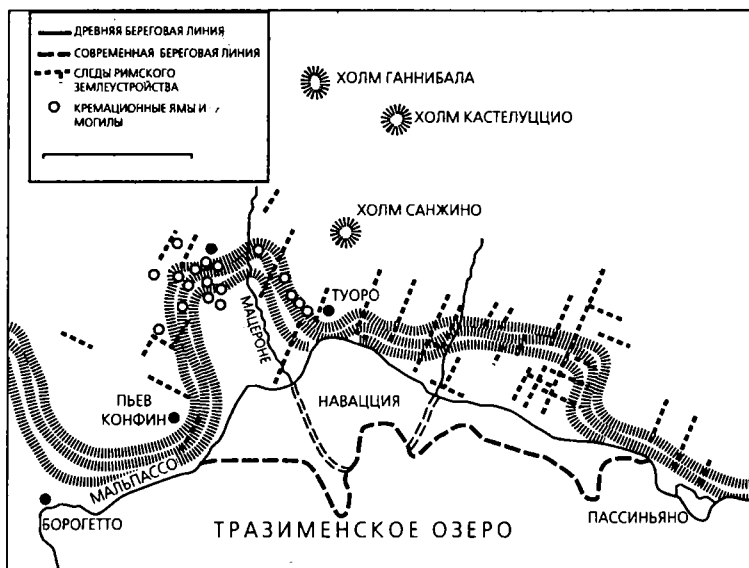 ДРЕВНЯЯ БЕРЕГОВАЯ ЛИНИЯ
СОВРЕМЕННАЯ БЕРЕГОВАЯ ЛИНИЯ
СЛЕДЫ РИМСКОГО
ЗЕМЛЕУСТРОЙСТВА
КРЕМАЦИОННЫЕ ЯМЫ И
МОГИЛЫ
ХОЛМ ГАННИБАЛА
ХОЛМ КАСТЕЛУЦЦИО
ХОЛМ САНЖИНО
ТУОРО
МАЦЕРОНЕ
НАВАЦЦИЯ
ПЬЕВ
КОНФИН
МАЛЬПАССО
БОРОГЕТТО
ПАССИНЬЯНО
ТРАЗИМЕНСКОЕ ОЗЕРО